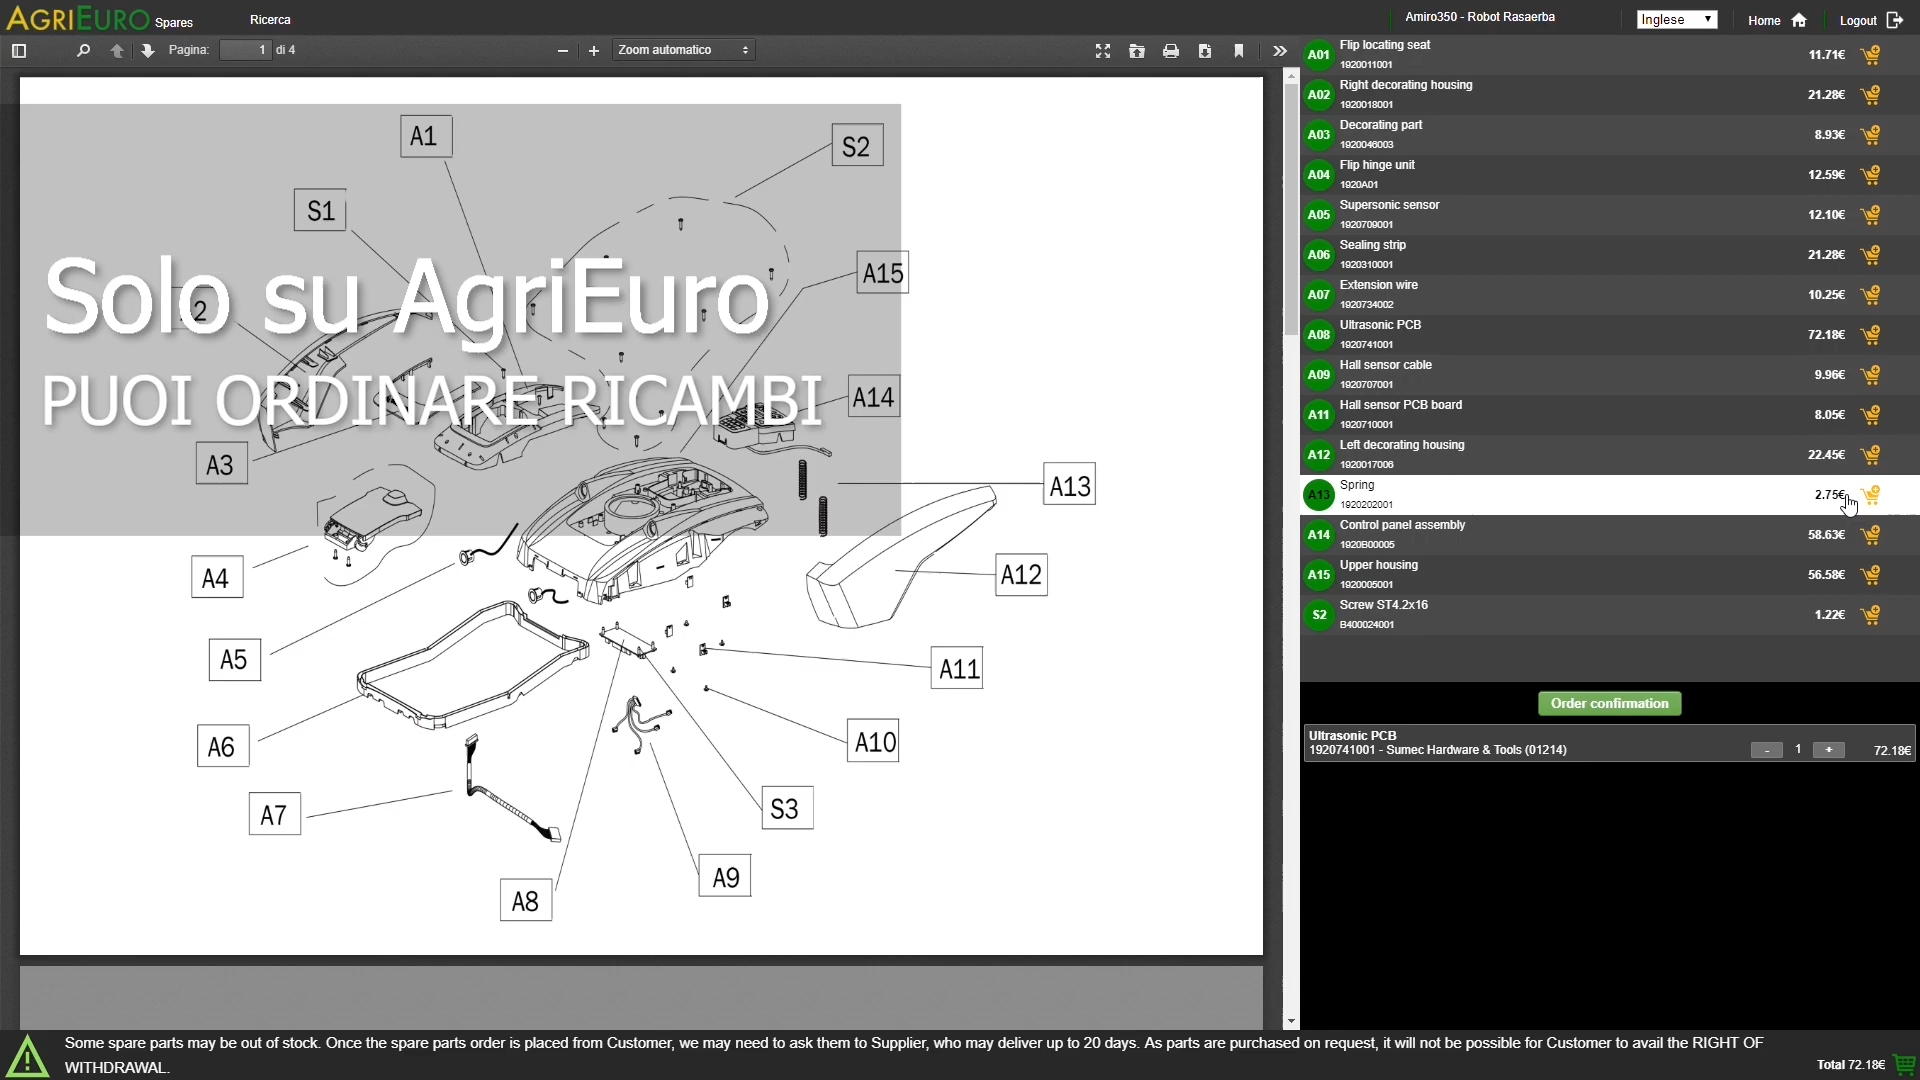 AGRIEURO Spares
Ricerca
Amiro350 - Robot Rasaerba
Inglese
Home
Logout
Pagina: 1 di 4
Zoom automatico
A1
S2
S1
A15
2
Solo su AgriEuro
PUOI ORDINARE RICAMBI
A14
A3
A13
A4
A12
A5
A11
A6
A10
A7
S3
A9
A8
A01 Flip locating seat 11.71€
1920011001
A02 Right decorating housing 21.28€
1920018001
A03 Decorating part 8.93€
1920046003
A04 Flip hinge unit 12.59€
1920A01
A05 Supersonic sensor 12.10€
1920709001
A06 Sealing strip 21.28€
1920310001
A07 Extension wire 10.25€
1920734002
A08 Ultrasonic PCB 72.18€
1920741001
A09 Hall sensor cable 9.96€
1920707001
A11 Hall sensor PCB board 8.05€
1920710001
A12 Left decorating housing 22.45€
1920017006
A13 Spring 2.75€
1920202001
A14 Control panel assembly 58.63€
1920B00005
A15 Upper housing 56.58€
1920005001
S2 Screw ST4.2x16 1.22€
B400024001
Order confirmation
Ultrasonic PCB
1920741001 - Sumec Hardware & Tools (01214) - 1 + 72.18€
Some spare parts may be out of stock. Once the spare parts order is placed from Customer, we may need to ask them to Supplier, who may deliver up to 20 days. As parts are purchased on request, it will not be possible for Customer to avail the RIGHT OF
WITHDRAWAL.
Total 72.18€